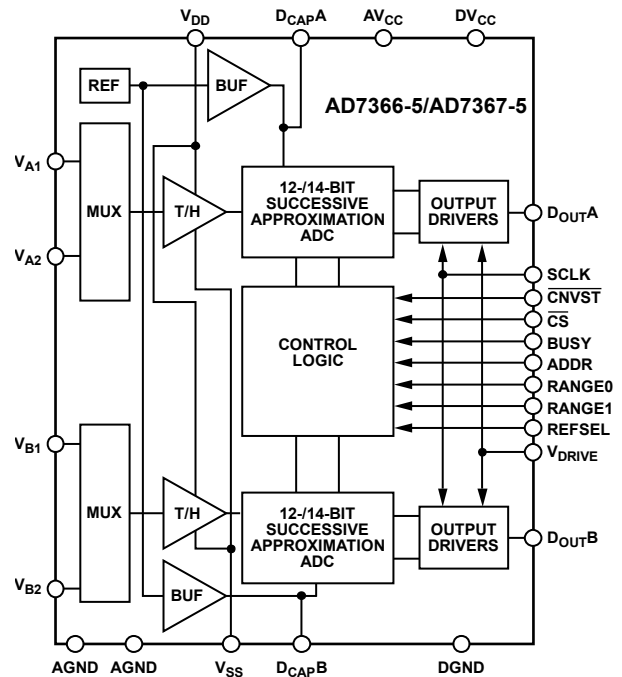 VDD
DCAPA
AVCC
DVCC
REF
BUF
AD7366-5/AD7367-5
VA1
MUX
T/H
12-/14-BIT
SUCCESSIVE
APPROXIMATION
ADC
OUTPUT
DRIVERS
DOUTA
VA2
SCLK
CNVST
CS
BUSY
ADDR
RANGE0
RANGE1
REFSEL
VDRIVE
CONTROL
LOGIC
VB1
MUX
T/H
12-/14-BIT
SUCCESSIVE
APPROXIMATION
ADC
OUTPUT
DRIVERS
DOUTB
VB2
BUF
AGND
AGND
VSS
DCAPB
DGND